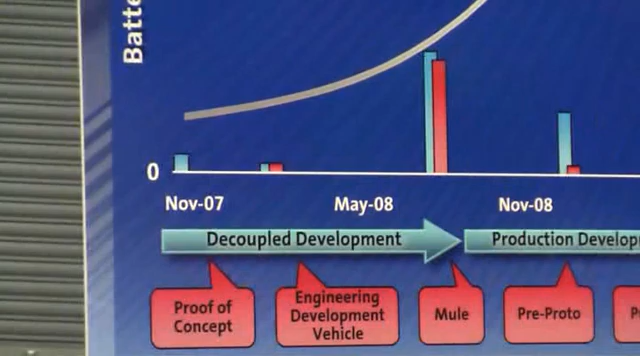 Batte
0
Nov-07 May-08 Nov-08
Decoupled Development
Production Develop
Proof of
Concept
Engineering
Development
Vehicle
Mule
Pre-Proto